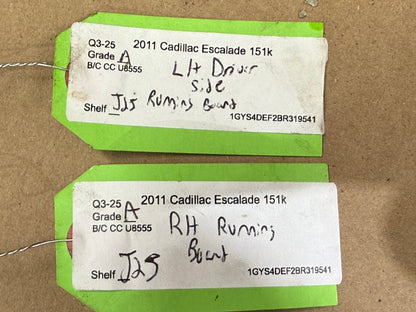 Q3-25 2011 Cadillac Escalade 151k
Grade A LH Driver
B/C CC U8555 Side
Shelf J25 Running Board
1GYS4DEF2BR319541
Q3-25 2011 Cadillac Escalade 151k
Grade A
B/C CC U8555 RH Running
Board
Shelf J25 1GYS4DEF2BR319541